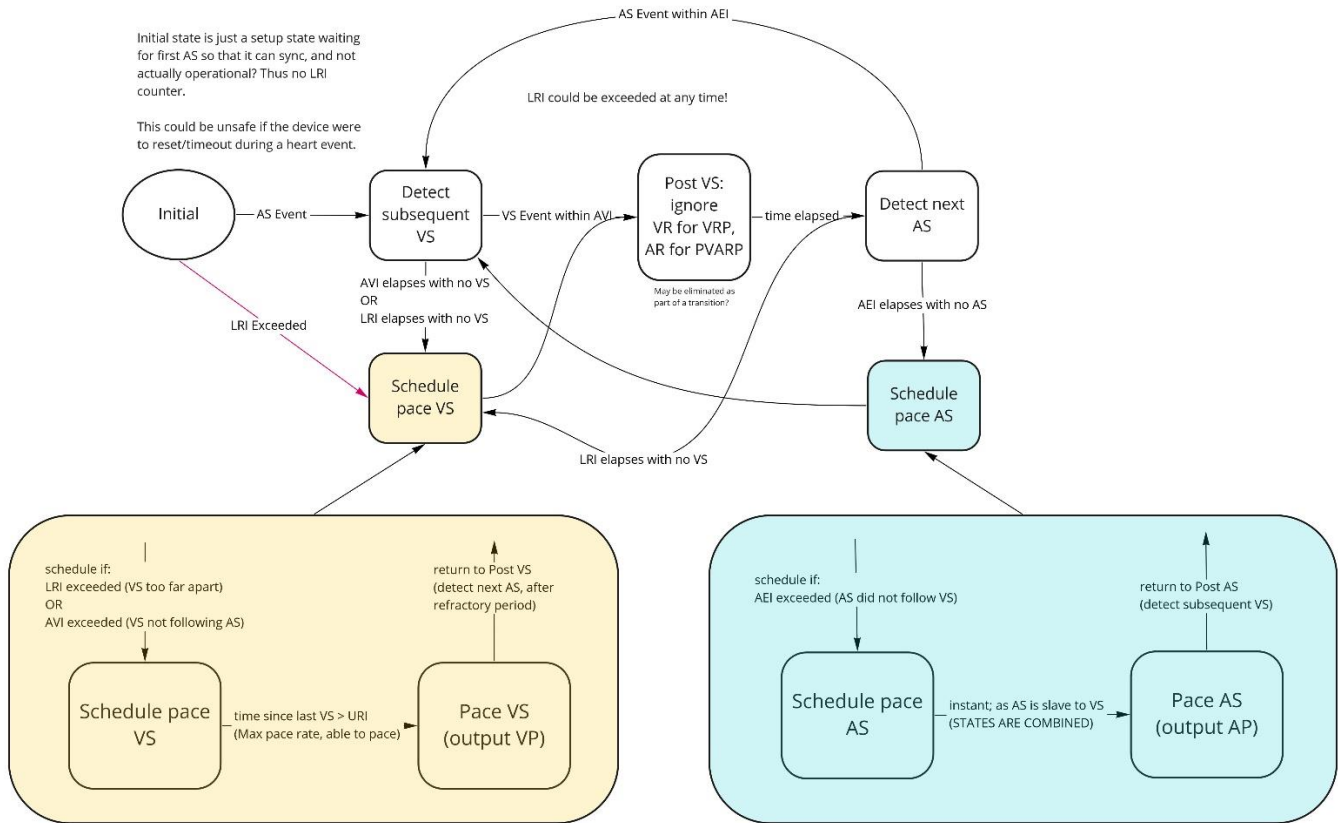 AS Event within AEI
Initial state is just a setup state waiting
for first AS so that it can sync, and not
actually operational? Thus no LRI
counter.
This could be unsafe if the device were
to reset/timeout during a heart event.
LRI could be exceeded at any time!
Initial
AS Event
Detect
subsequent
VS
VS Event within AVI
Post VS:
ignore
VR for VRP,
AR for PVARP
time elapsed
Detect next
AS
May be eliminated as
part of a transition?
AVI elapses with no VS
OR
LRI elapses with no VS
AEI elapses with no AS
LRI Exceeded
Schedule
pace VS
Schedule
pace AS
LRI elapses with no VS
schedule if:
LRI exceeded (VS too far apart)
OR
AVI exceeded (VS not following AS)
return to Post VS
(detect next AS, after
refractory period)
Schedule pace
VS
time since last VS > URI
(Max pace rate, able to pace)
Pace VS
(output VP)
schedule if:
AEI exceeded (AS did not follow VS)
return to Post AS
(detect subsequent VS)
Schedule pace
AS
instant; as AS is slave to VS
(STATES ARE COMBINED)
Pace AS
(output AP)